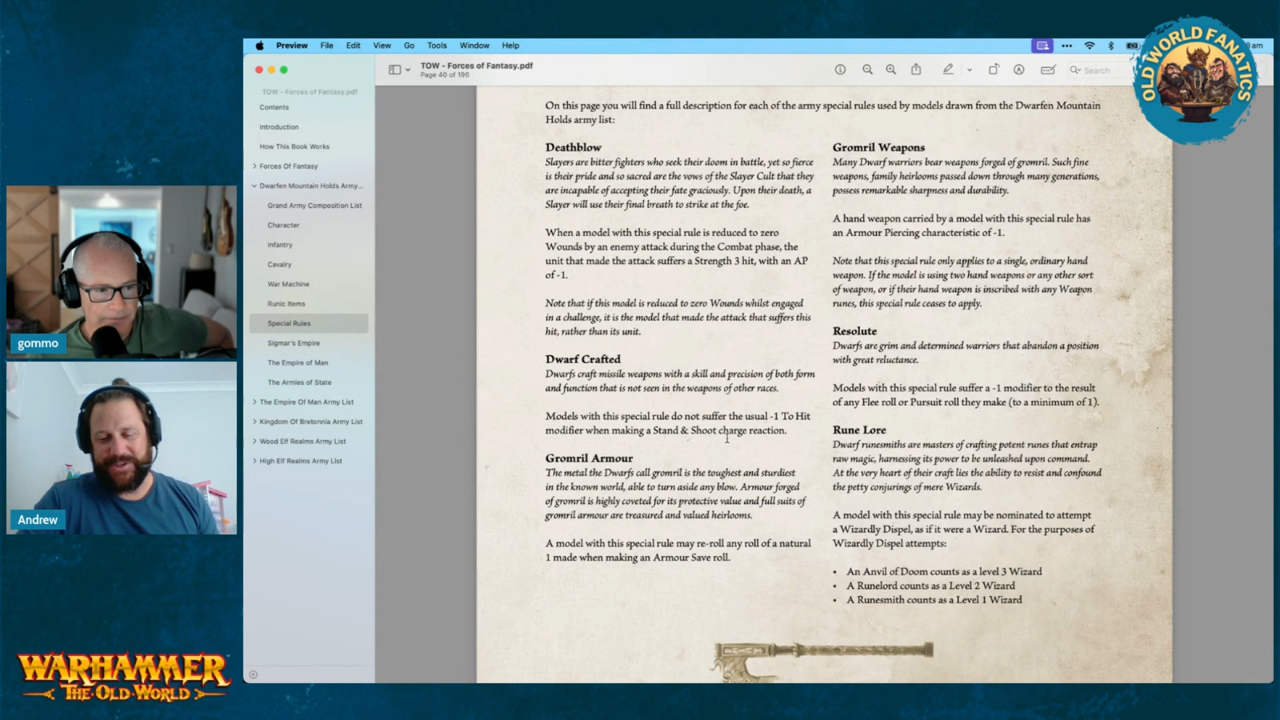 Preview File Edit View Go Tools Window Help
TOW - Forces of Fantasy.pdf
Page 40 of 196
Search
am
OLD WORLD FANATICS
TOW - Forces of Fantasy.pdf
Contents
Introduction
How This Book Works
Forces Of Fantasy
Dwarfen Mountain Holds Army...
Grand Army Composition List
Character
Infantry
Cavalry
War Machine
Runic Items
Special Rules
Sigmar's Empire
The Empire of Man
The Armies of State
The Empire Of Man Army List
Kingdom Of Bretonnia Army List
Wood Elf Realms Army List
High Elf Realms Army List
gommo
Andrew
WARHAMMER
THE·OLD·WORLD
On this page you will find a full description for each of the army special rules used by models drawn from the Dwarfen Mountain
Holds army list:
Deathblow
Slayers are bitter fighters who seek their doom in battle, yet so fierce
is their pride and so sacred are the vows of the Slayer Cult that they
are incapable of accepting their fate graciously. Upon their death, a
Slayer will use their final breath to strike at the foe.
When a model with this special rule is reduced to zero
Wounds by an enemy attack during the Combat phase, the
unit that made the attack suffers a Strength 3 hit, with an AP
of -1.
Note that if this model is reduced to zero Wounds whilst engaged
in a challenge, it is the model that made the attack that suffers this
hit, rather than its unit.
Dwarf Crafted
Dwarfs craft missile weapons with a skill and precision of both form
and function that is not seen in the weapons of other races.
Models with this special rule do not suffer the usual -1 To Hit
modifier when making a Stand & Shoot charge reaction.
Gromril Armour
The metal the Dwarfs call gromril is the toughest and sturdiest
in the known world, able to turn aside any blow. Armour forged
of gromril is highly coveted for its protective value and full suits of
gromril armour are treasured and valued heirlooms.
A model with this special rule may re-roll any roll of a natural
1 made when making an Armour Save roll.
Gromril Weapons
Many Dwarf warriors bear weapons forged of gromril. Such fine
weapons, family heirlooms passed down through many generations,
possess remarkable sharpness and durability.
A hand weapon carried by a model with this special rule has
an Armour Piercing characteristic of -1.
Note that this special rule only applies to a single, ordinary hand
weapon. If the model is using two hand weapons or any other sort
of weapon, or if their hand weapon is inscribed with any Weapon
runes, this special rule ceases to apply.
Resolute
Dwarfs are grim and determined warriors that abandon a position
with great reluctance.
Models with this special rule suffer a -1 modifier to the result
of any Flee roll or Pursuit roll they make (to a minimum of 1).
Rune Lore
Dwarf runesmiths are masters of crafting potent runes that entrap
raw magic, harnessing its power to be unleashed upon command.
At the very heart of their craft lies the ability to resist and confound
the petty conjurings of mere Wizards.
A model with this special rule may be nominated to attempt
a Wizardly Dispel, as if it were a Wizard. For the purposes of
Wizardly Dispel attempts:
• An Anvil of Doom counts as a level 3 Wizard
• A Runelord counts as a Level 2 Wizard
• A Runesmith counts as a Level 1 Wizard